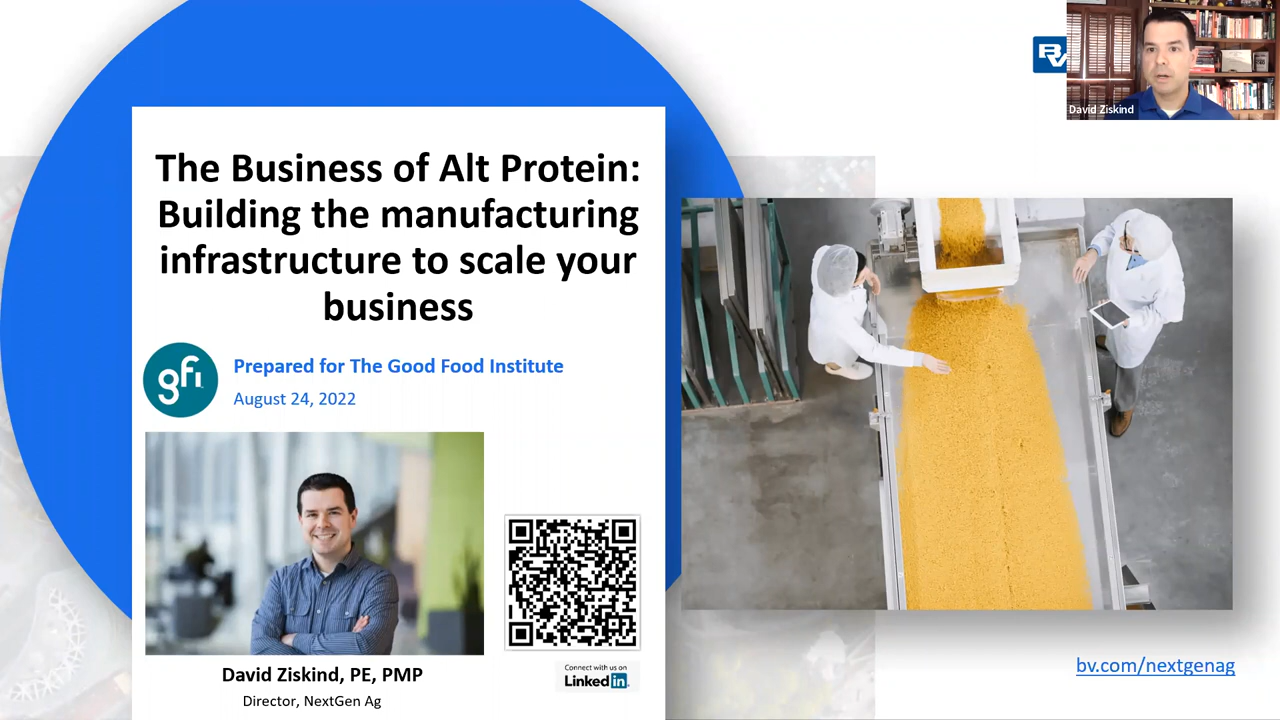 The Business of Alt Protein:
Building the manufacturing
infrastructure to scale your
business
gfi
Prepared for The Good Food Institute
August 24, 2022
David Ziskind, PE, PMP
Director, NextGen Ag
Connect with us on
LinkedIn
BV
David Ziskind
bv.com/nextgenag